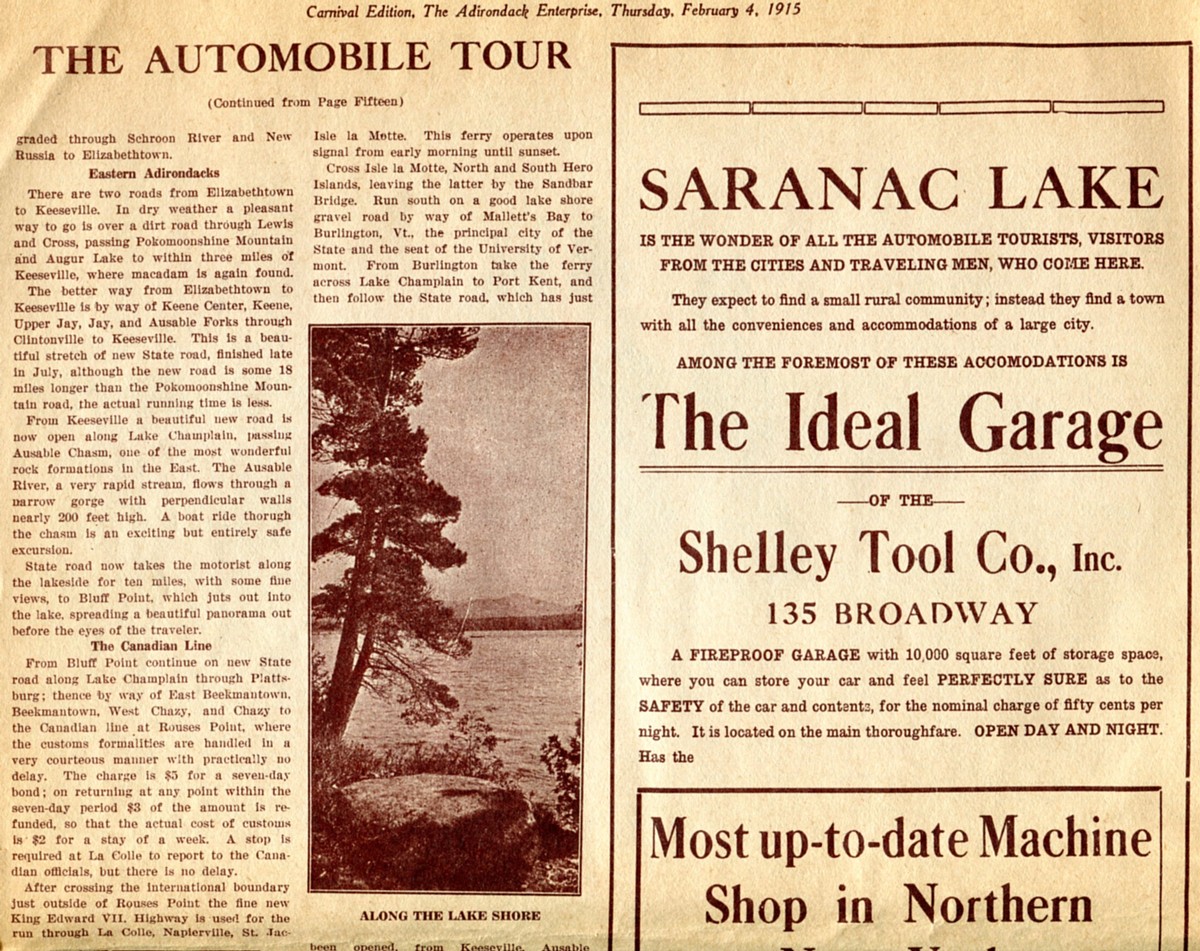 Carnival Edition, The Adirondack Enterprise, Thursday, February 4, 1915
THE AUTOMOBILE TOUR
(Continued from Page Fifteen)
graded through Schroon River and New
Russia to Elizabethtown.
Eastern Adirondacks
There are two roads from Elizabethtown
to Keeseville. In dry weather a pleasant
way to go is over a dirt road through Lewis
and Cross, passing Pokomoonshine Mountain
and Augur Lake to within three miles of
Keeseville, where macadam is again found.
The better way from Elizabethtown to
Keeseville is by way of Keene Center, Keene,
Upper Jay, Jay, and Ausable Forks through
Clintonville to Keeseville. This is a beau-
tiful stretch of new State road, finished late
in July, although the new road is some 18
miles longer than the Pokomoonshine Moun-
tain road, the actual running time is less.
From Keeseville a beautiful new road is
now open along Lake Champlain, passing
Ausable Chasm, one of the most wonderful
rock formations in the East. The Ausable
River, a very rapid stream, flows through a
narrow gorge with perpendicular walls
nearly 200 feet high. A boat ride thorugh
the chasm is an exciting but entirely safe
excursion.
State road now takes the motorist along
the lakeside for ten miles, with some fine
views, to Bluff Point, which juts out into
the lake, spreading a beautiful panorama out
before the eyes of the traveler.
The Canadian Line
From Bluff Point continue on new State
road along Lake Champlain through Platts-
burg; thence by way of East Beekmantown,
Beekmantown, West Chazy, and Chazy to
the Canadian line at Rouses Point, where
the customs formalities are handled in a
very courteous manner with practically no
delay. The charge is $5 for a seven-day
bond; on returning at any point within the
seven-day period $3 of the amount is re-
funded, so that the actual cost of customs
is $2 for a stay of a week. A stop is
required at La Colle to report to the Cana-
dian officials, but there is no delay.
After crossing the international boundary
just outside of Rouses Point the fine new
King Edward VII. Highway is used for the
run through La Colle, Napierville, St. Jac-
Isle la Motte. This ferry operates upon
signal from early morning until sunset.
Cross Isle la Motte, North and South Hero
Islands, leaving the latter by the Sandbar
Bridge. Run south on a good lake shore
gravel road by way of Mallett's Bay to
Burlington, Vt., the principal city of the
State and the seat of the University of Ver-
mont. From Burlington take the ferry
across Lake Champlain to Port Kent, and
then follow the State road, which has just
ALONG THE LAKE SHORE
been opened, from Keeseville, Ausable
SARANAC LAKE
IS THE WONDER OF ALL THE AUTOMOBILE TOURISTS, VISITORS
FROM THE CITIES AND TRAVELING MEN, WHO COME HERE.
They expect to find a small rural community; instead they find a town
with all the conveniences and accommodations of a large city.
AMONG THE FOREMOST OF THESE ACCOMODATIONS IS
The Ideal Garage
OF THE
Shelley Tool Co., Inc.
135 BROADWAY
A FIREPROOF GARAGE with 10,000 square feet of storage space,
where you can store your car and feel PERFECTLY SURE as to the
SAFETY of the car and contents, for the nominal charge of fifty cents per
night. It is located on the main thoroughfare. OPEN DAY AND NIGHT.
Has the
Most up-to-date Machine
Shop in Northern